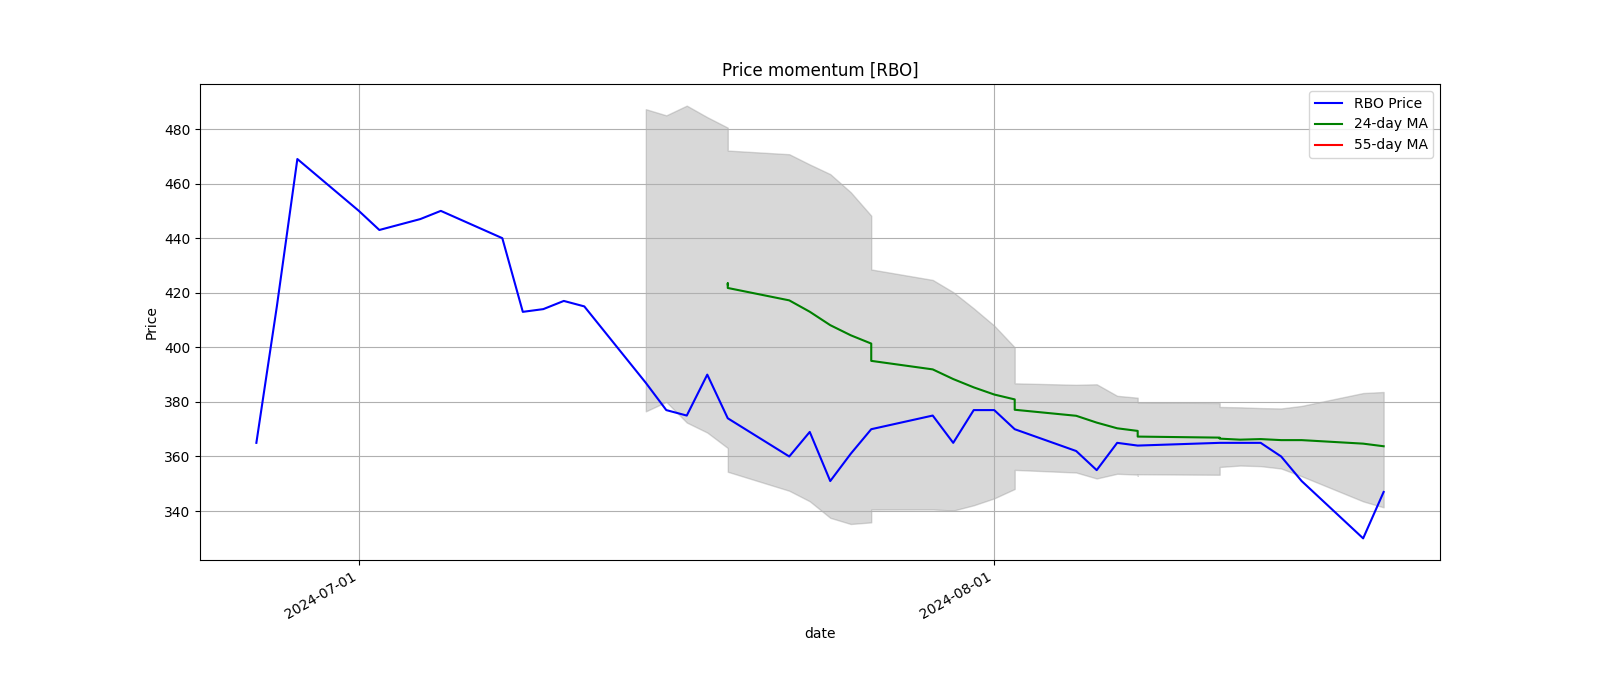 Price momentum [RBO]
RBO Price
24-day MA
55-day MA
480
460
440
420
400
380
360
340
Price
2024-07-01
2024-08-01
date